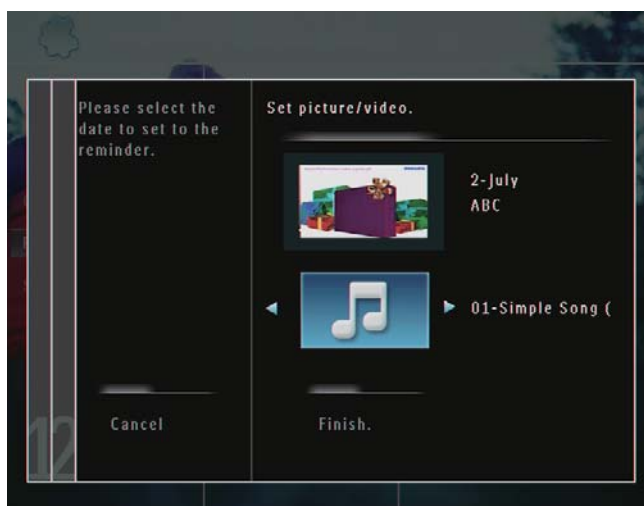 Please select the
date to set to the
reminder.
Set picture/video.
2-July
ABC
01-Simple Song (
Cancel
Finish.
12